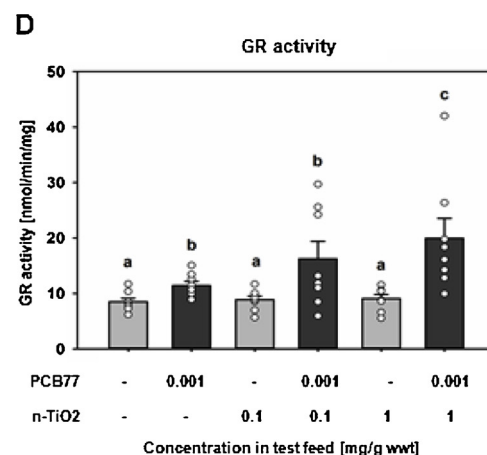 D
GR activity
GR activity [nmol/min/mg]
50
40
30
20
10
0
a
b
a
b
a
c
PCB77 - 0.001 - 0.001 - 0.001
n-TiO2 - - 0.1 0.1 1 1
Concentration in test feed [mg/g wwt]